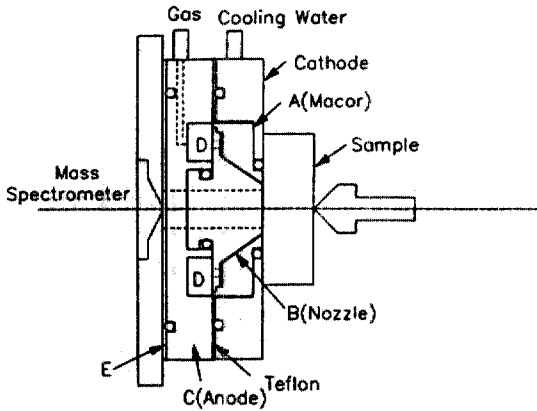 Gas
Cooling Water
Cathode
A(Macor)
Sample
D
Mass
Spectrometer
D
B(Nozzle)
E
C(Anode)
Teflon